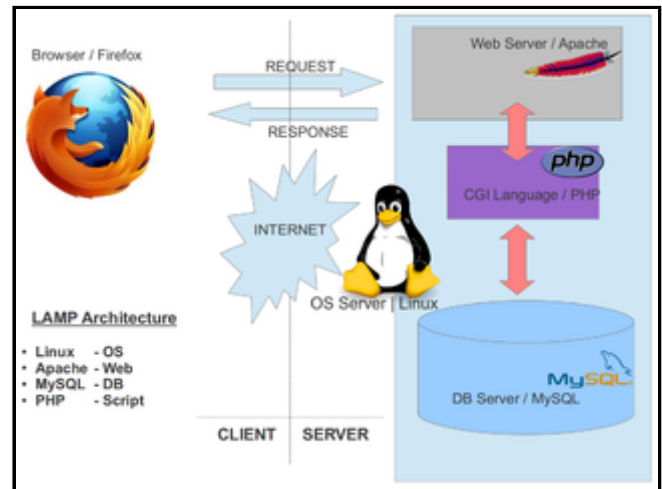 Browser / Firefox
REQUEST
RESPONSE
Web Server / Apache
php
CGI Language / PHP
INTERNET
OS Server | Linux
MySQL
DB Server / MySQL
LAMP Architecture
• Linux - OS
• Apache - Web
• MySQL - DB
• PHP - Script
CLIENT SERVER